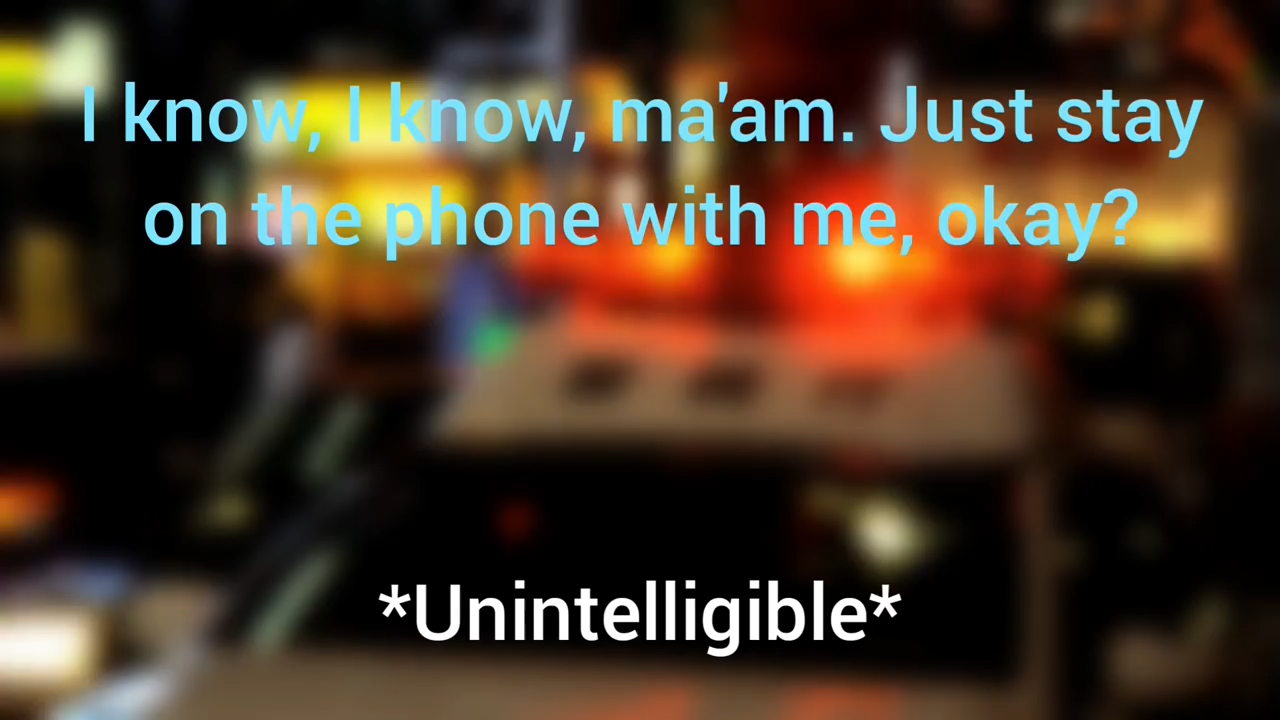 I know, I know, ma'am. Just stay
on the phone with me, okay?
*Unintelligible*